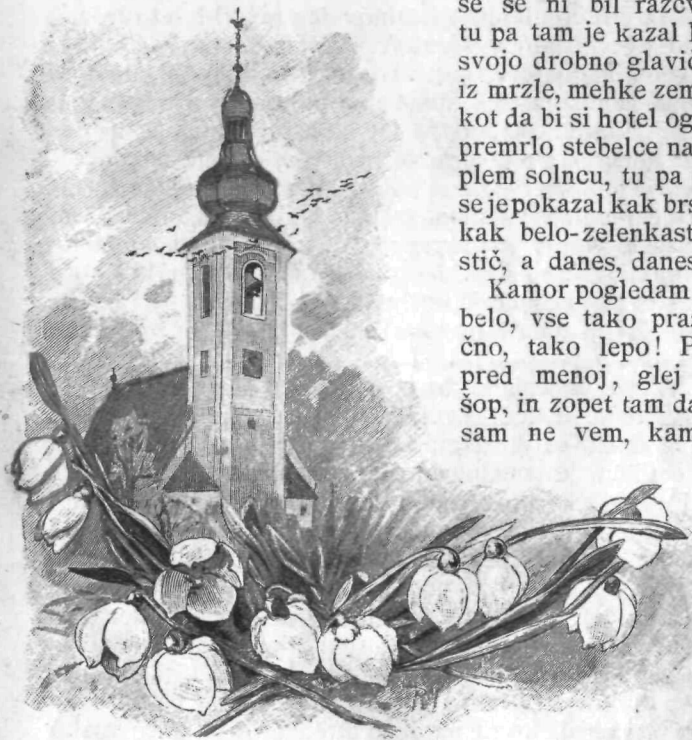 se se ni bil razcv
tu pa tam je kazal
svojo drobno glavic
iz mrzle, mehke zem
kot da bi si hotel og
premrlo stebelce na
plem solncu, tu pa
se je pokazal kak brs
kak belo-zelenkast
stič, a danes, danes
Kamor pogledam
belo, vse tako praz
čno, tako lepo! P
pred menoj, glej
šop, in zopet tam da
sam ne vem, kam